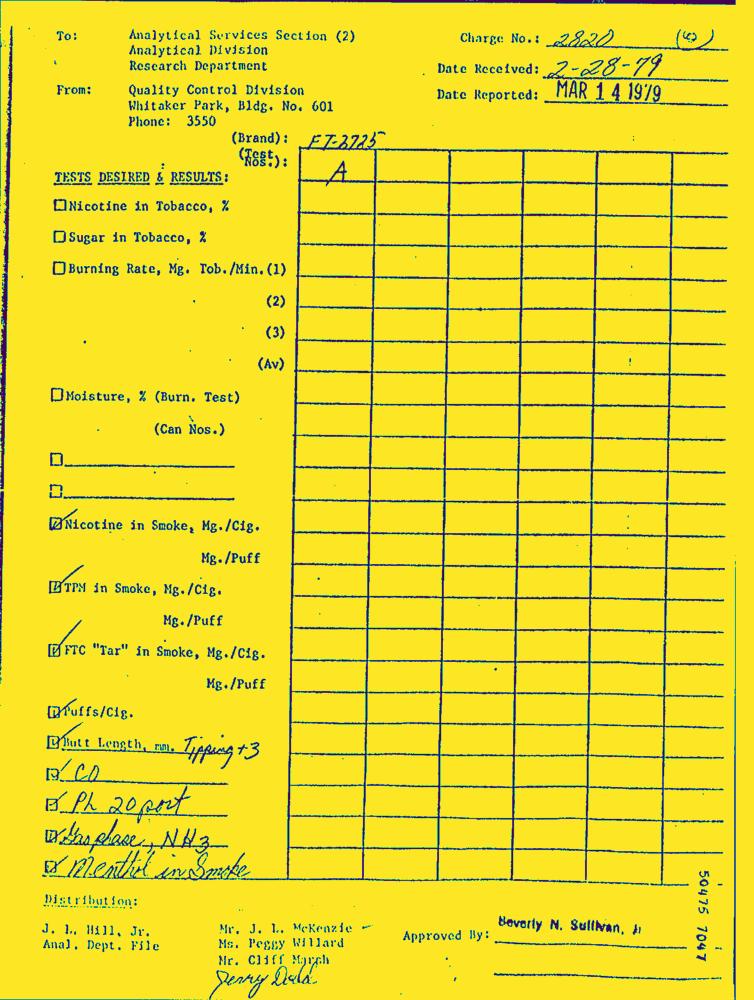 To: Analytical Services Section (2)
Analytical Division
Research Department
Charge No.: 2820 (w)
Date Received: 2-28-79
Date Reported: MAR 14 1979
From: Quality Control Division
Whitaker Park, Bldg. No. 601
Phone: 3550
(Brand): FT-2725
(Test Nos.): A
TESTS DESIRED & RESULTS:
Nicotine in Tobacco, %
Sugar in Tobacco, %
Burning Rate, Mg. Tob./Min.(1)
(2)
(3)
(Av)
Moisture, % (Burn. Test)
(Can Nos.)
Nicotine in Smoke, Mg./Cig.
Mg./Puff
TPM in Smoke, Mg./Cig.
Mg./Puff
FTC "Tar" in Smoke, Mg./Cig.
Mg./Puff
Puffs/Cig.
Butt Length, mm. Tipping +3
CO
Ph 20 port
Gas phase, NH3
Menthol in Smoke
Distribution:
J. L. Hill, Jr.
Anal. Dept. File
Mr. J. L. McKenzie
Ms. Peggy Willard
Mr. Cliff March
Jerry
Approved By: Beverly N. Sullivan, Jr
50475 7047